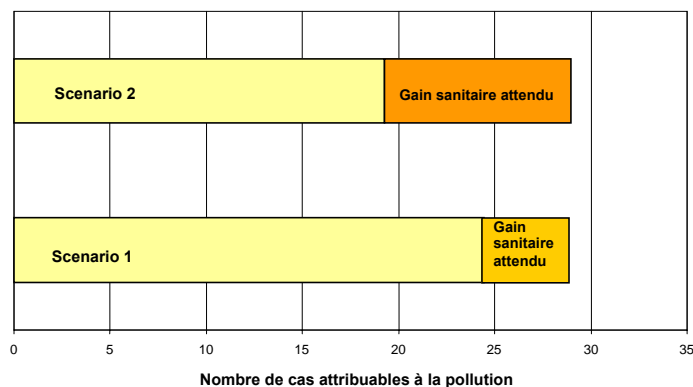 Scenario 2
Gain sanitaire attendu
Scenario 1
Gain
sanitaire
attendu
0 5 10 15 20 25 30 35
Nombre de cas attribuables à la pollution